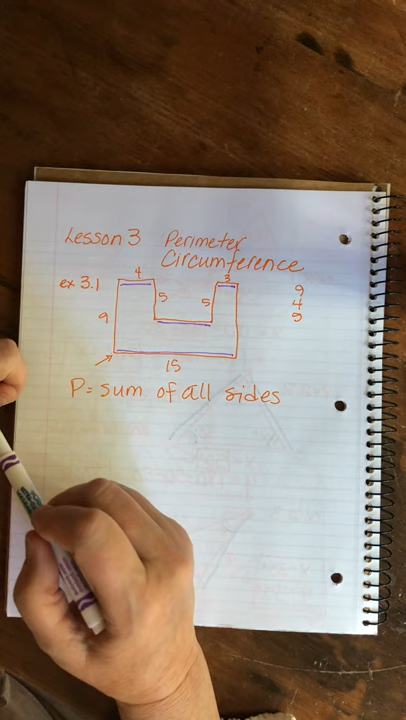 Lesson 3 Perimeter
Circumference
ex 3.1
4
3
5
5
9
15
9
4
5
P = sum of all sides